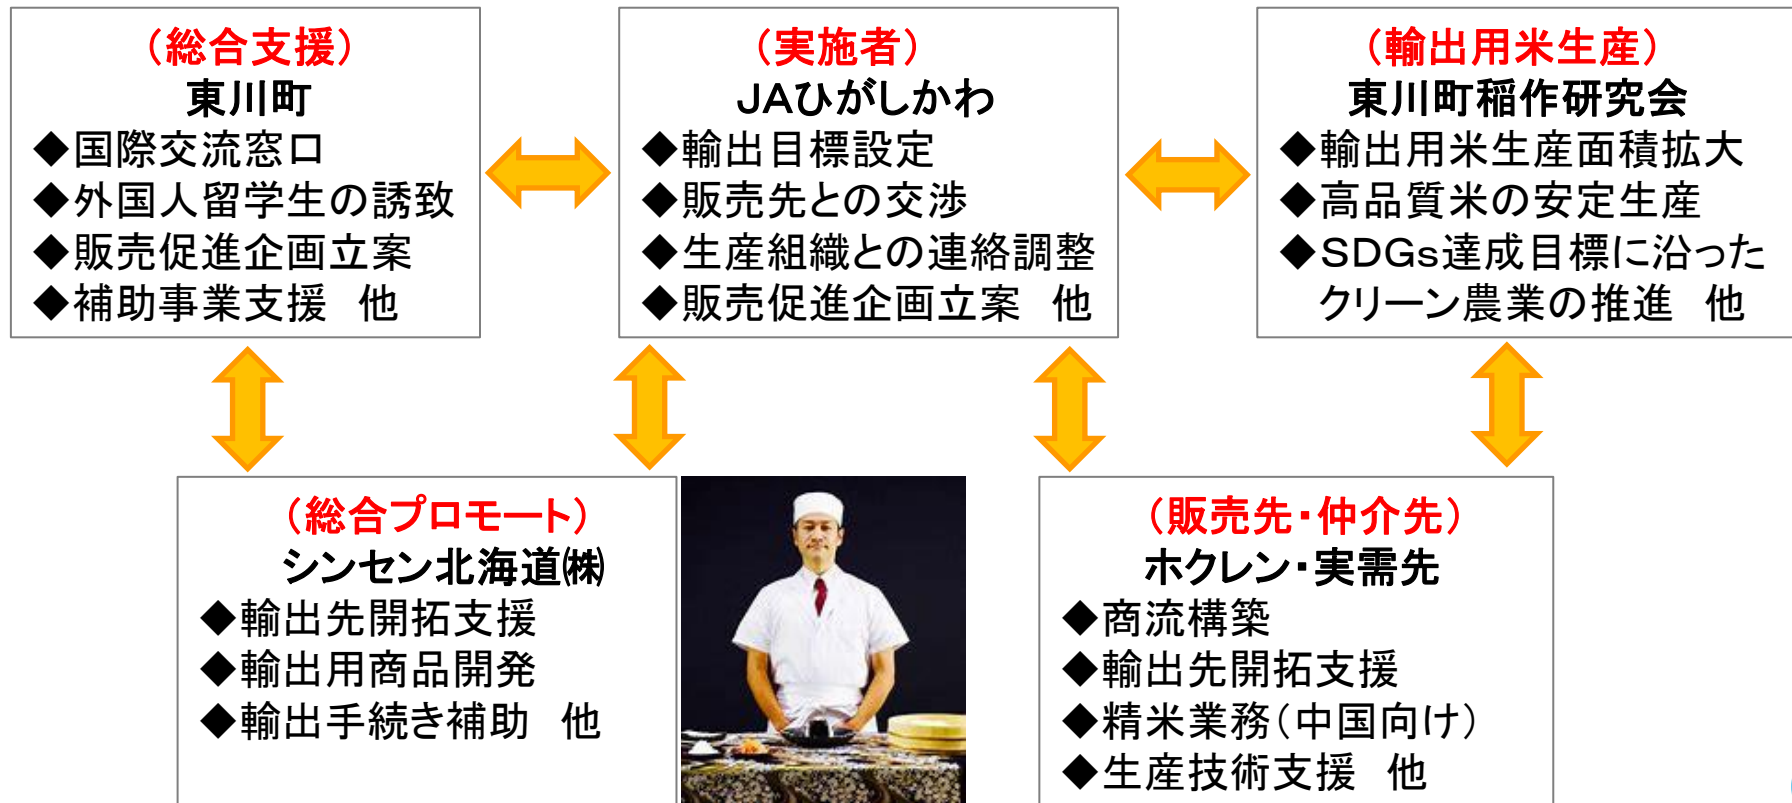 （総合支援）
東川町
◆国際交流窓口
◆外国人留学生の誘致
◆販売促進企画立案
◆補助事業支援　他
（実施者）
JAひがしかわ
◆輸出目標設定
◆販売先との交渉
◆生産組織との連絡調整
◆販売促進企画立案　他
（輸出用米生産）
東川町稲作研究会
◆輸出用米生産面積拡大
◆高品質米の安定生産
◆SDGs達成目標に沿った
クリーン農業の推進　他
（総合プロモート）
シンセン北海道㈱
◆輸出先開拓支援
◆輸出用商品開発
◆輸出手続き補助　他
（販売先・仲介先）
ホクレン・実需先
◆商流構築
◆輸出先開拓支援
◆精米業務（中国向け）
◆生産技術支援　他